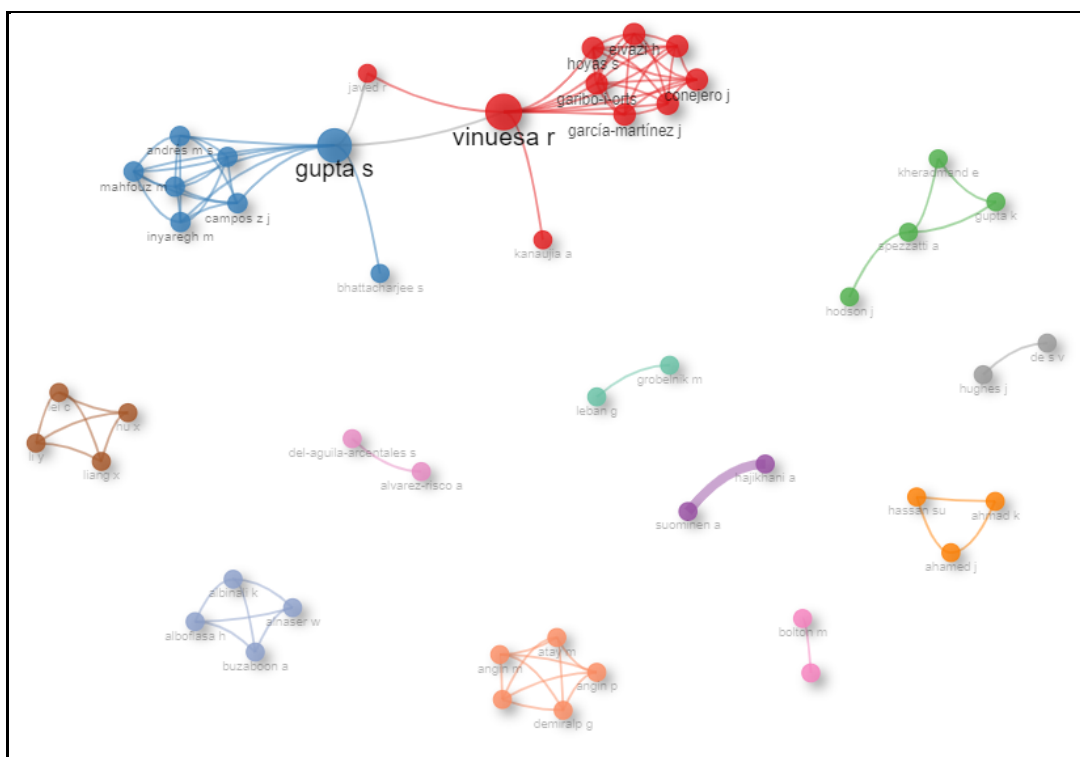 eivazi h
hoyas s
javed r
conejero j
garibo-i-orts
garcía-martínez j
vinuesa r
andres m s
gupta s
kheradmand e
mahfouz m
campos z j
gupta k
inyaregh m
spezzatti a
kanaujia a
bhattacharjee s
hodson j
de s v
grobelnik m
hughes j
leban g
hu x
li y
del-aguila-arcentales s
liang x
alvarez-risco a
hajikhani a
hassan su
ahmad k
suominen a
ahamed j
albinali k
alnaser w
albofiasa h
bolton m
buzaboon a
atay m
angin m
angin p
demiralp g